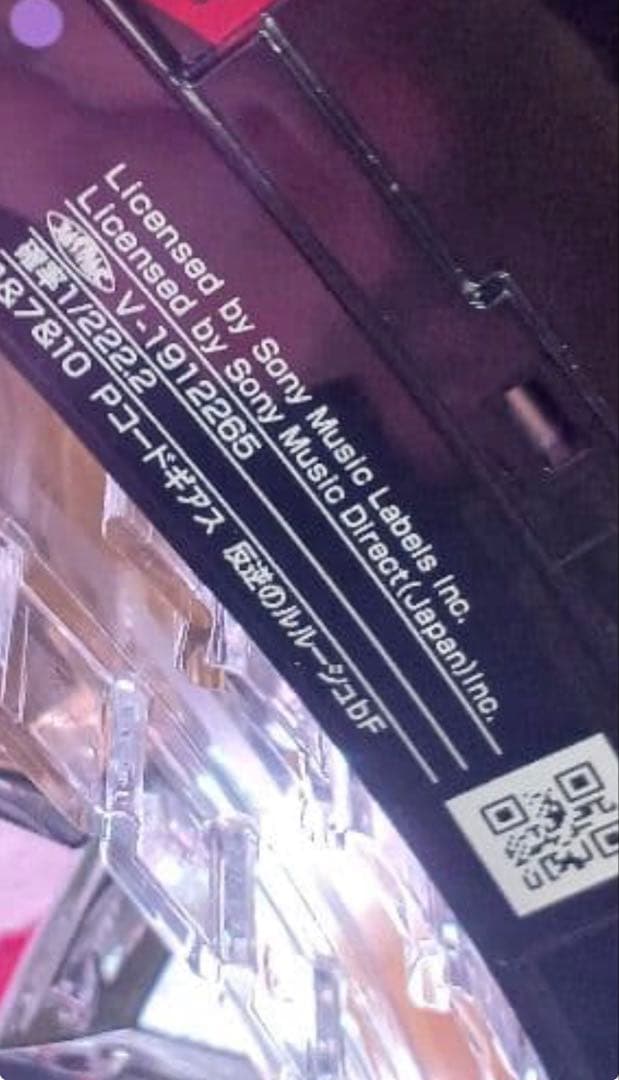 Licensed by Sony Music Labels Inc.
Licensed by Sony Music Direct(Japan)Inc.
V-1912265
確率1/222.2
&7&10 Pコードギアス 反逆のルルーシュbF